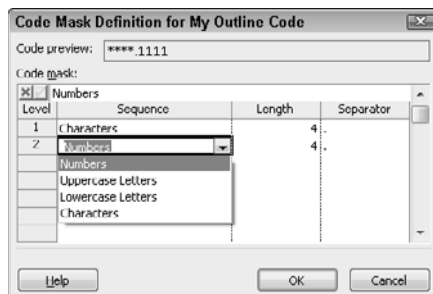 Code Mask Definition for My Outline Code
Code preview: ****.1111
Code mask:
Numbers
Level Sequence Length Separator
1 Characters 4 .
2 Numbers 4 .
Numbers
Uppercase Letters
Lowercase Letters
Characters
Help OK Cancel